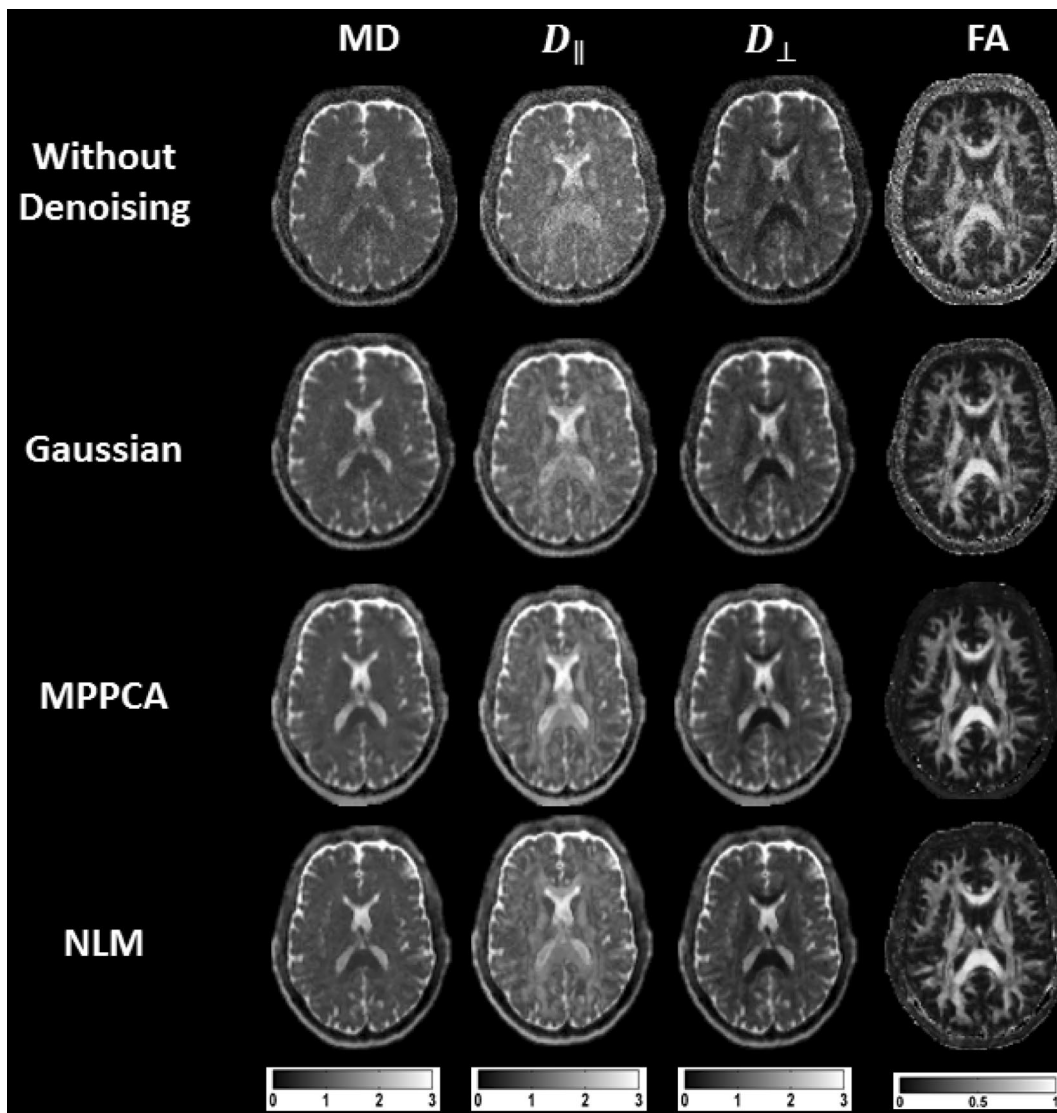 MD D∥ D⊥ FA
Without
Denoising
Gaussian
MPPCA
NLM
0 1 2 3 0 1 2 3 0 1 2 3 0 0.5 1